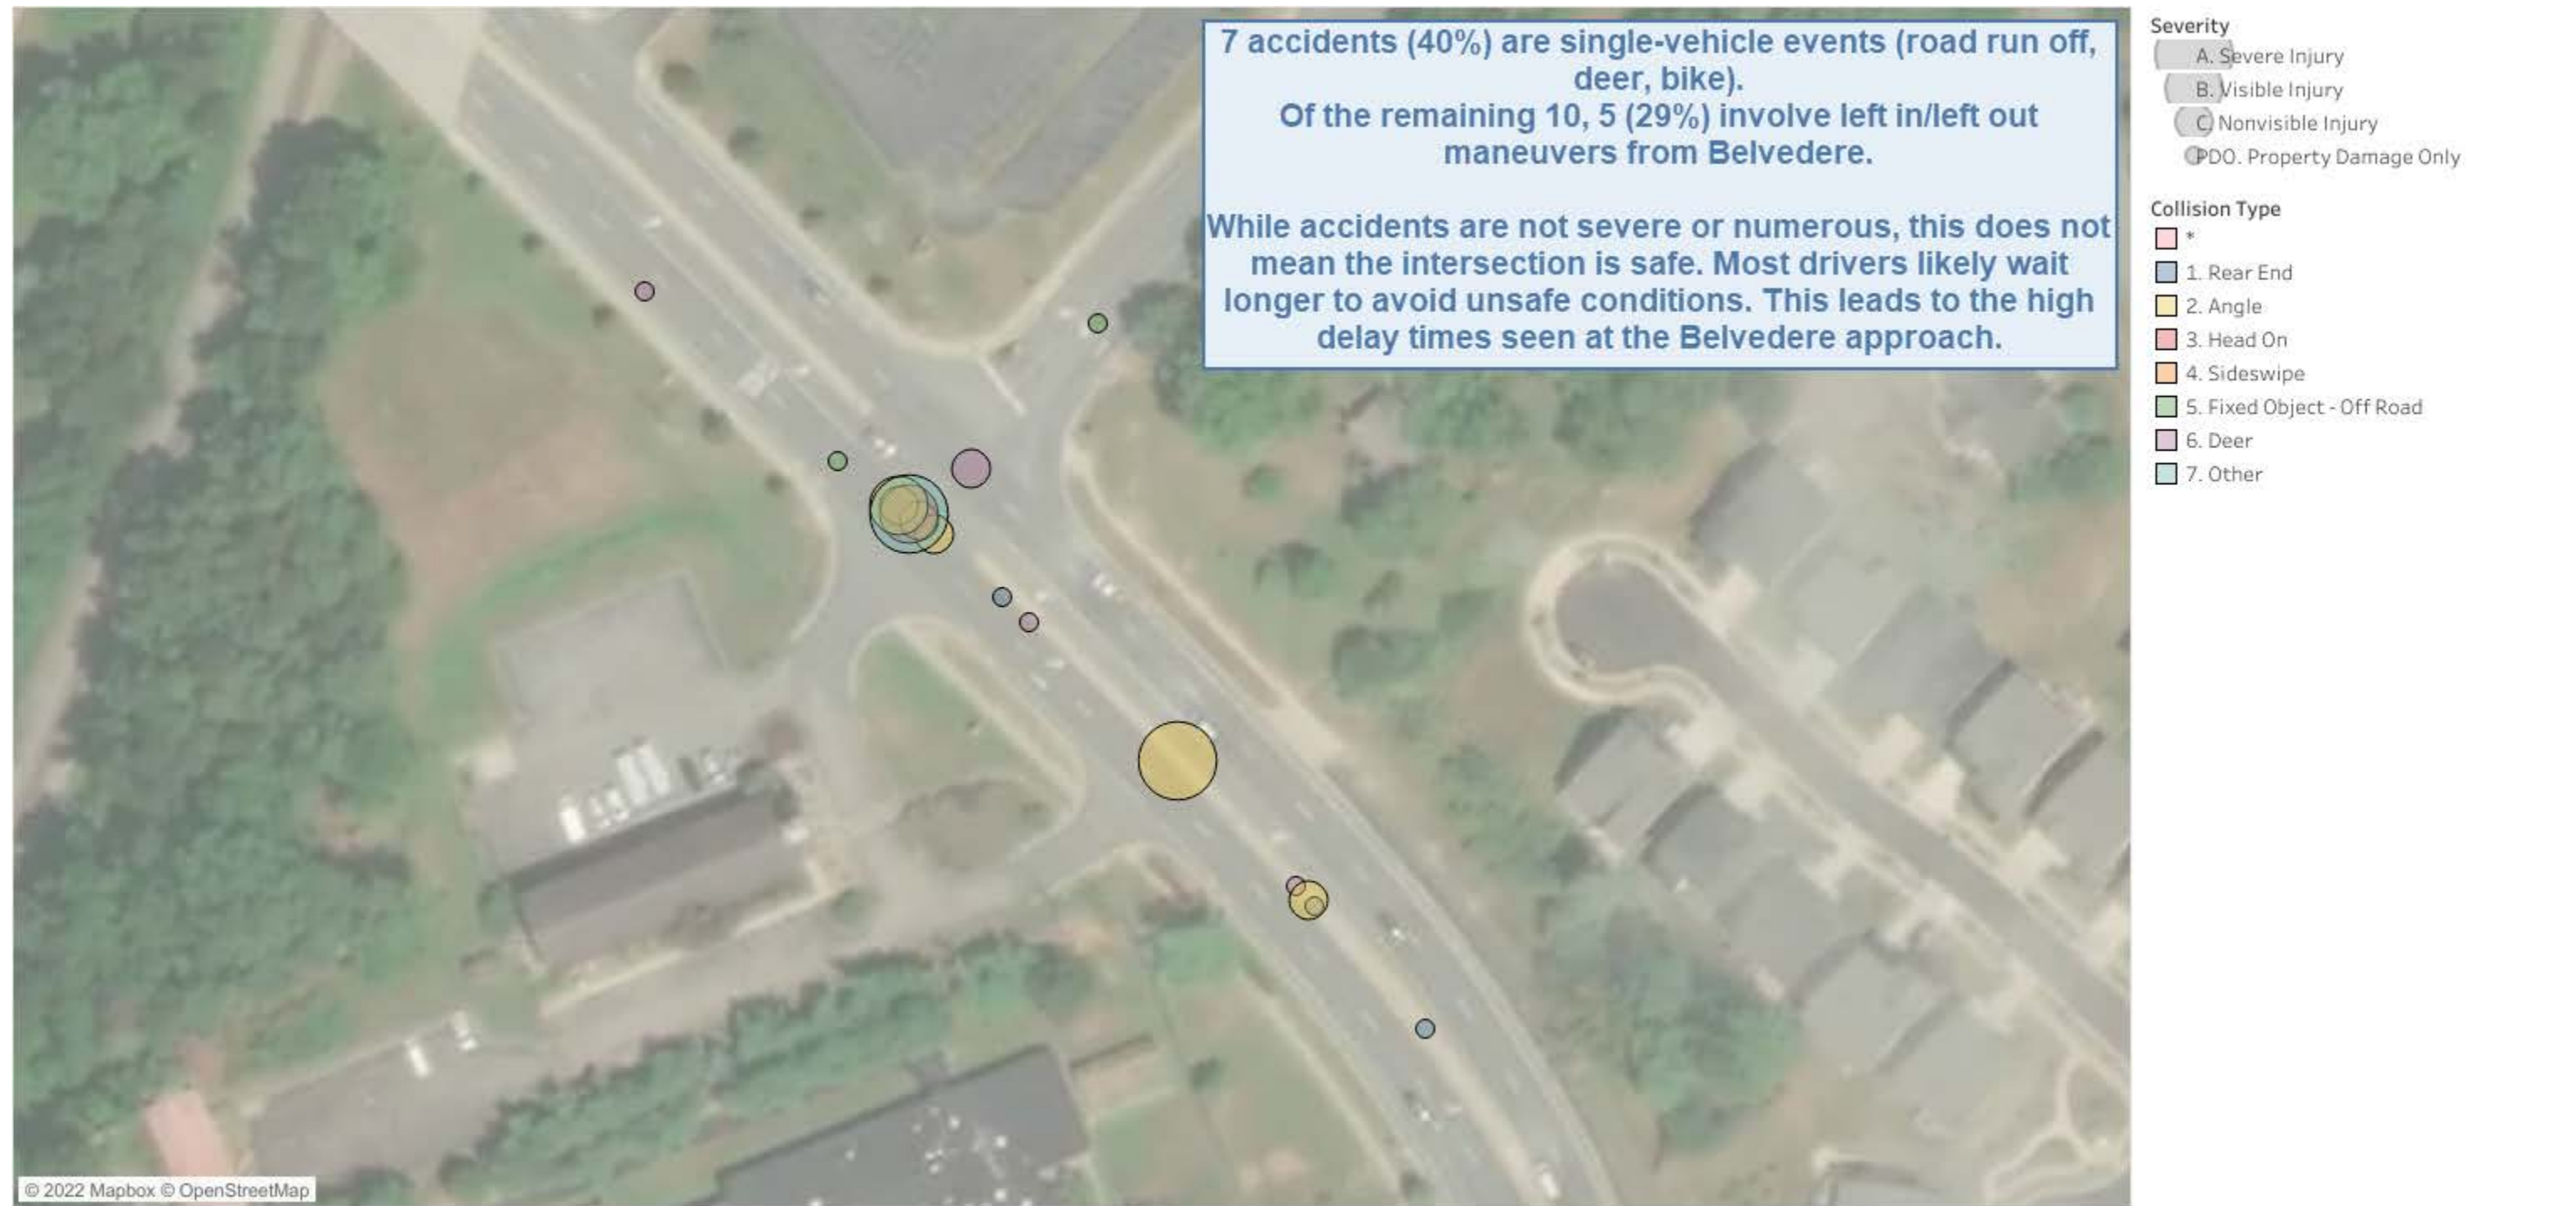 7 accidents (40%) are single-vehicle events (road run off,
deer, bike).
Of the remaining 10, 5 (29%) involve left in/left out
maneuvers from Belvedere.
While accidents are not severe or numerous, this does not
mean the intersection is safe. Most drivers likely wait
longer to avoid unsafe conditions. This leads to the high
delay times seen at the Belvedere approach.
Severity
A. Severe Injury
B. Visible Injury
C. Nonvisible Injury
PDO. Property Damage Only
Collision Type
*
1. Rear End
2. Angle
3. Head On
4. Sideswipe
5. Fixed Object - Off Road
6. Deer
7. Other
© 2022 Mapbox © OpenStreetMap